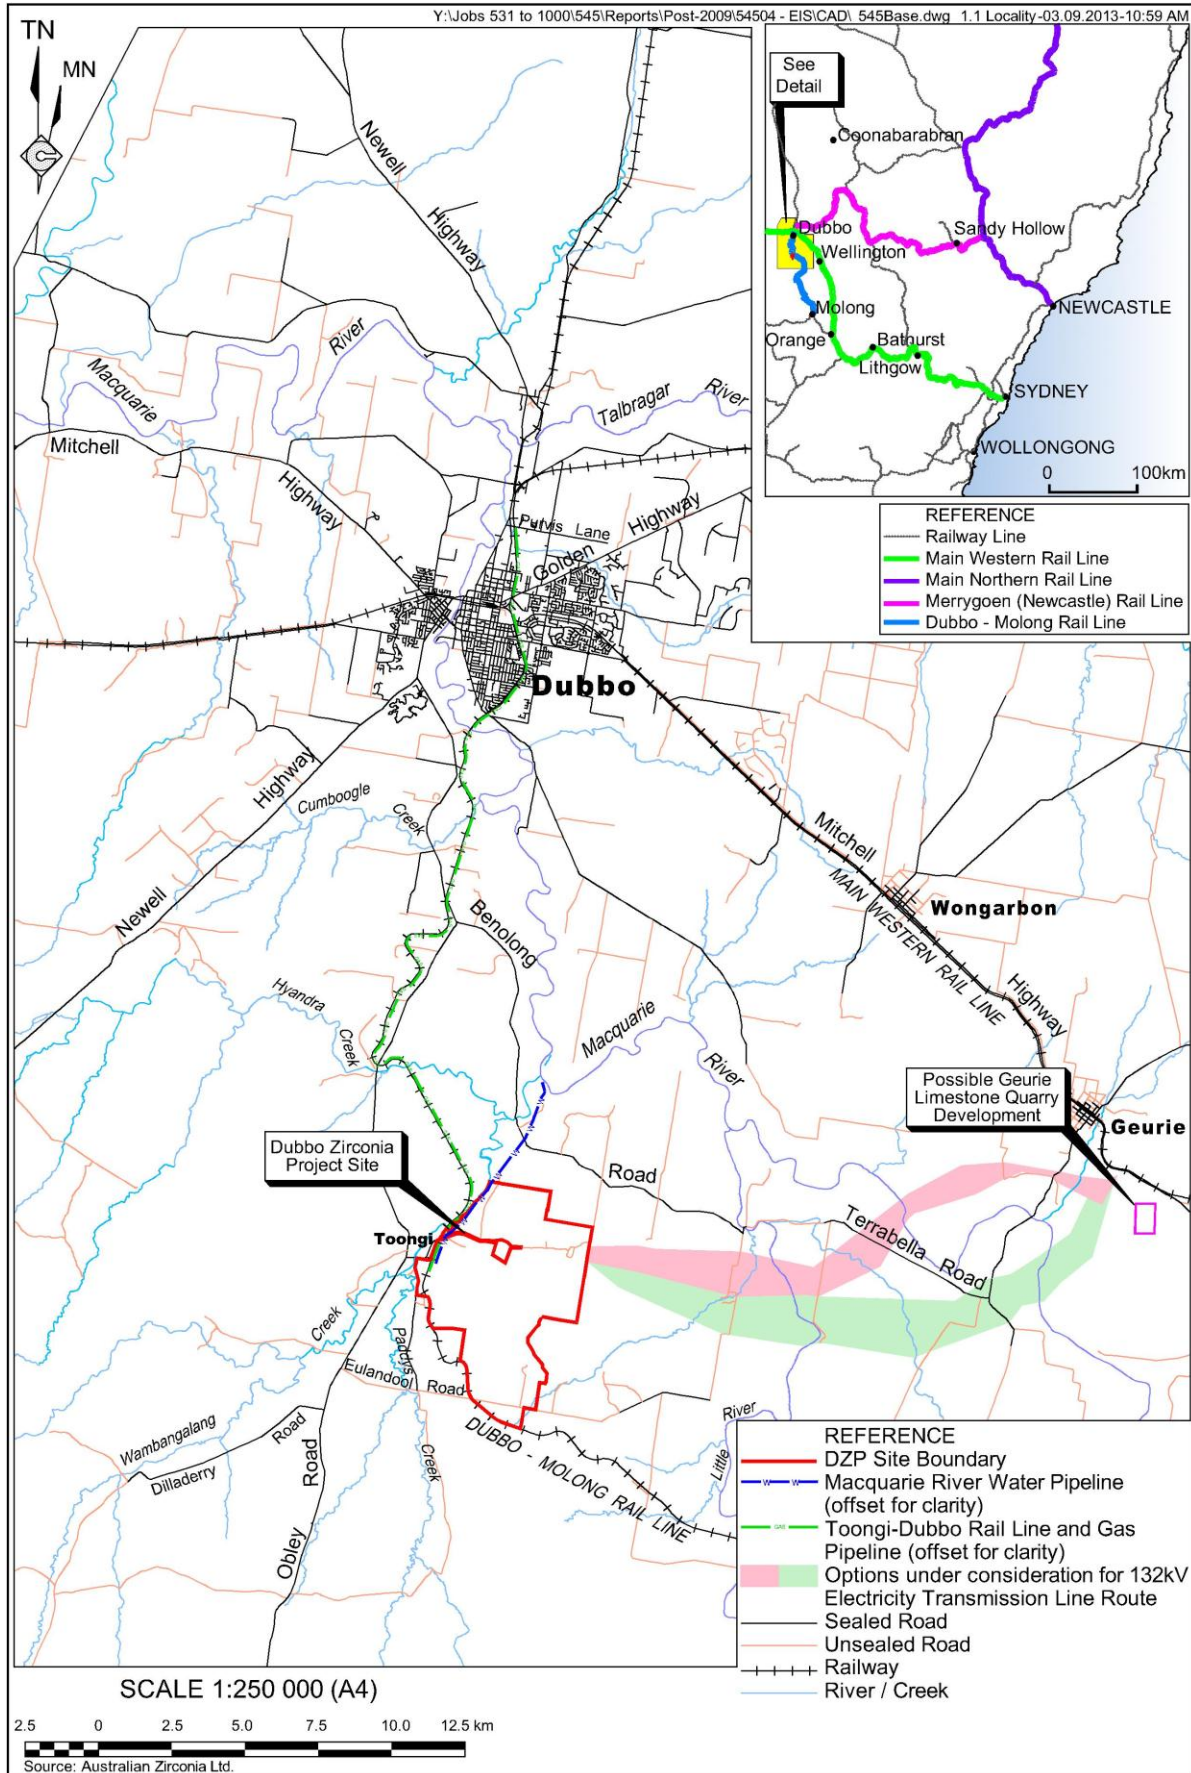 Y:\Jobs 531 to 1000\545\Reports\Post-2009\54504 - EIS\CAD\ 545Base.dwg 1.1 Locality-03.09.2013-10:59 AM
TN
MN
See
Detail
Coonabarabran
Dubbo
Sandy Hollow
Wellington
Molong
NEWCASTLE
Orange
Bathurst
Lithgow
SYDNEY
WOLLONGONG
0 100km
REFERENCE
Railway Line
Main Western Rail Line
Main Northern Rail Line
Merrygoen (Newcastle) Rail Line
Dubbo - Molong Rail Line
Newell
Highway
River
Macquarie
Talbragar River
Mitchell
Highway
Purvis Lane
Golden Highway
Dubbo
Highway
Cumboogle
Creek
Newell
Mitchell
MAIN WESTERN RAIL LINE
Wongarbon
Highway
Benolong
Hyandra
Creek
Macquarie
River
Possible Geurie
Limestone Quarry
Development
Geurie
Dubbo Zirconia
Project Site
Road
Toongi
Terrabella Road
Creek
Paddys
Eulandool Road
Wambangalang
Road
Dilladerry
Road
Creek
DUBBO - MOLONG RAIL LINE
River
Little
Obley
REFERENCE
DZP Site Boundary
W W Macquarie River Water Pipeline
(offset for clarity)
GAS Toongi-Dubbo Rail Line and Gas
Pipeline (offset for clarity)
Options under consideration for 132kV
Electricity Transmission Line Route
Sealed Road
Unsealed Road
Railway
River / Creek
SCALE 1:250 000 (A4)
2.5 0 2.5 5.0 7.5 10.0 12.5 km
Source: Australian Zirconia Ltd.